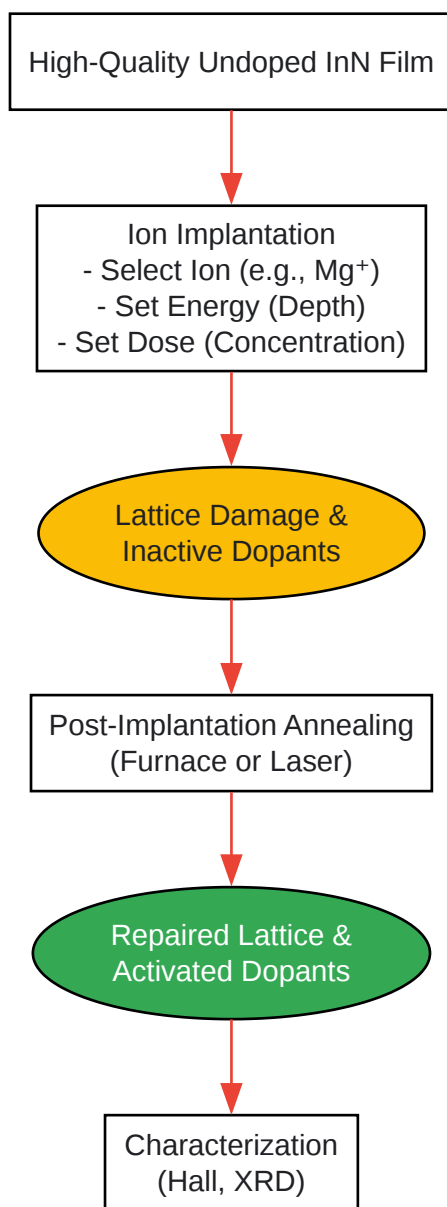 High-Quality Undoped InN Film
Ion Implantation
- Select Ion (e.g., Mg⁺)
- Set Energy (Depth)
- Set Dose (Concentration)
Lattice Damage &
Inactive Dopants
Post-Implantation Annealing
(Furnace or Laser)
Repaired Lattice &
Activated Dopants
Characterization
(Hall, XRD)